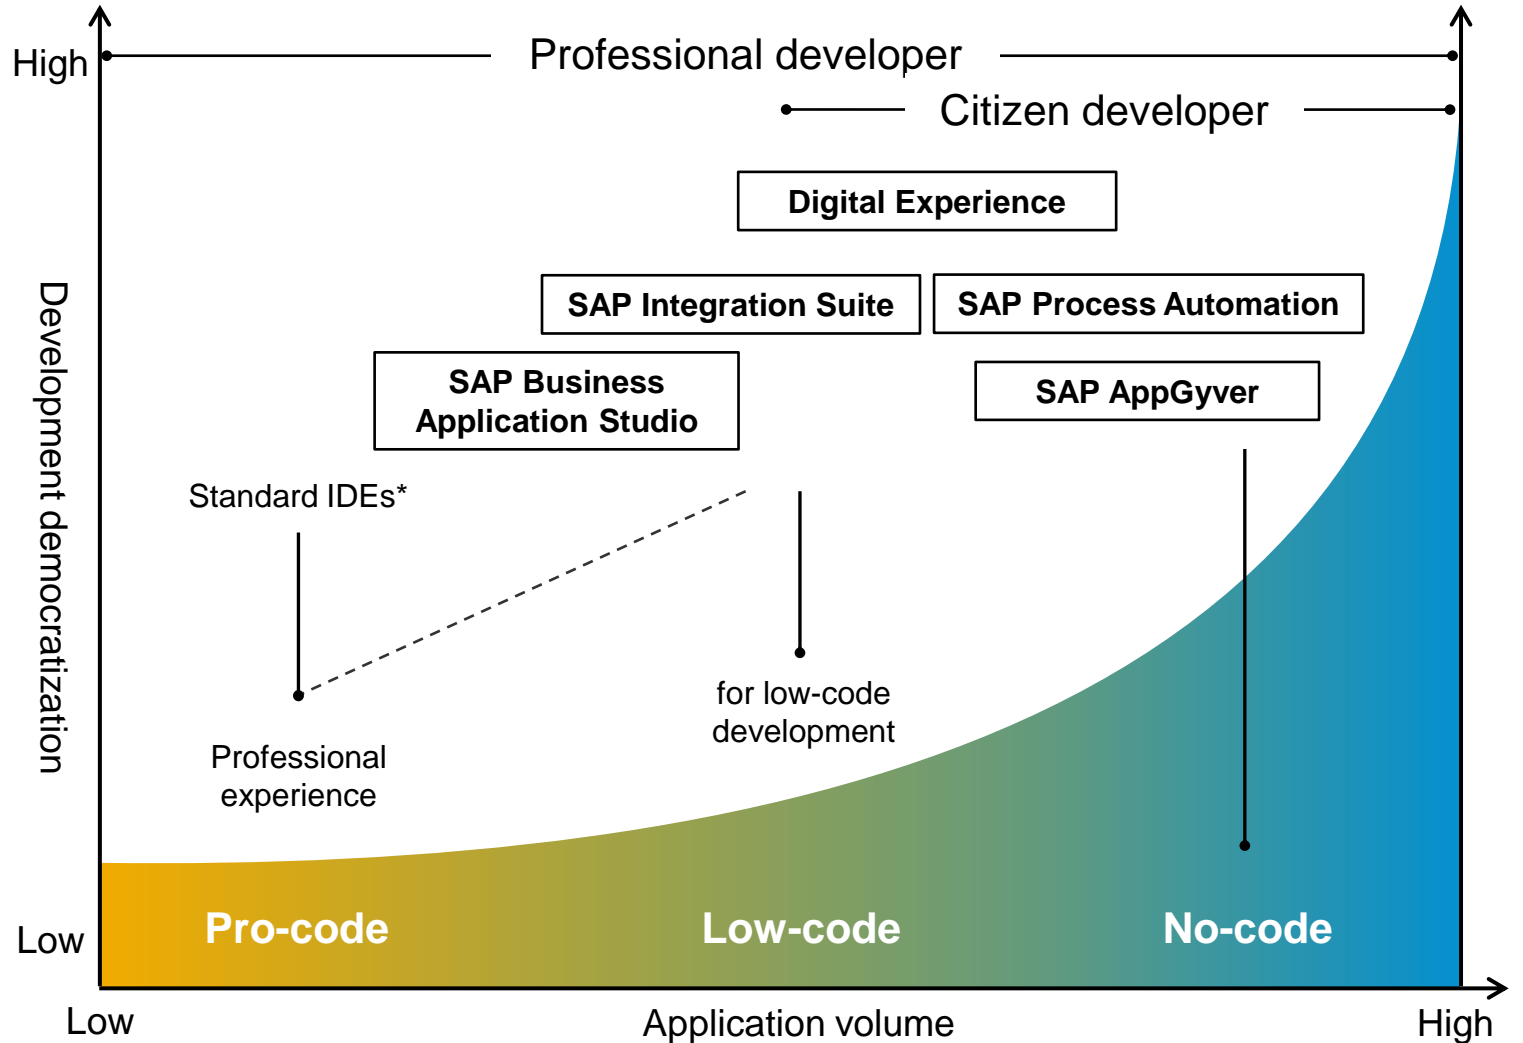 High
Professional developer
Citizen developer
Digital Experience
SAP Integration Suite
SAP Process Automation
SAP Business
Application Studio
SAP AppGyver
Development democratization
Standard IDEs*
for low-code
development
Professional
experience
Pro-code
Low-code
No-code
Low
Low
Application volume
High